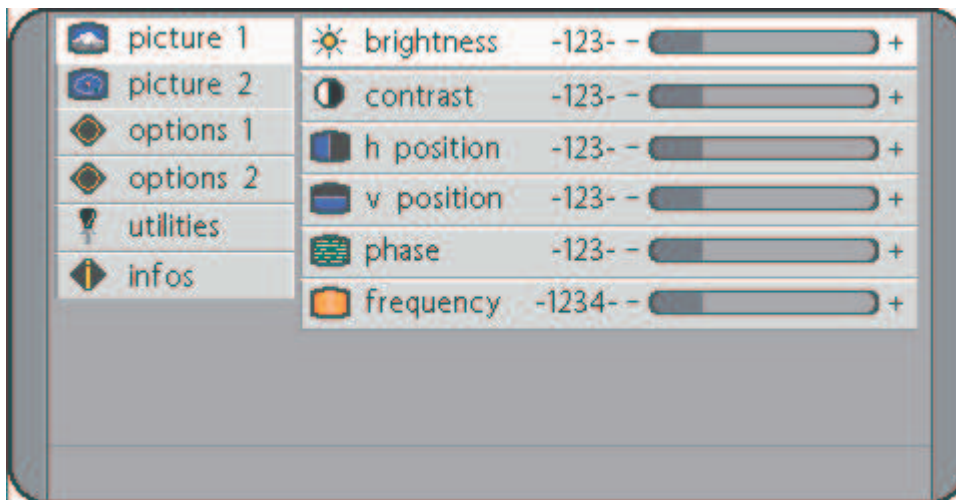 picture 1
picture 2
options 1
options 2
utilities
infos
brightness -123- - +
contrast -123- - +
h position -123- - +
v position -123- - +
phase -123- - +
frequency -1234- - +